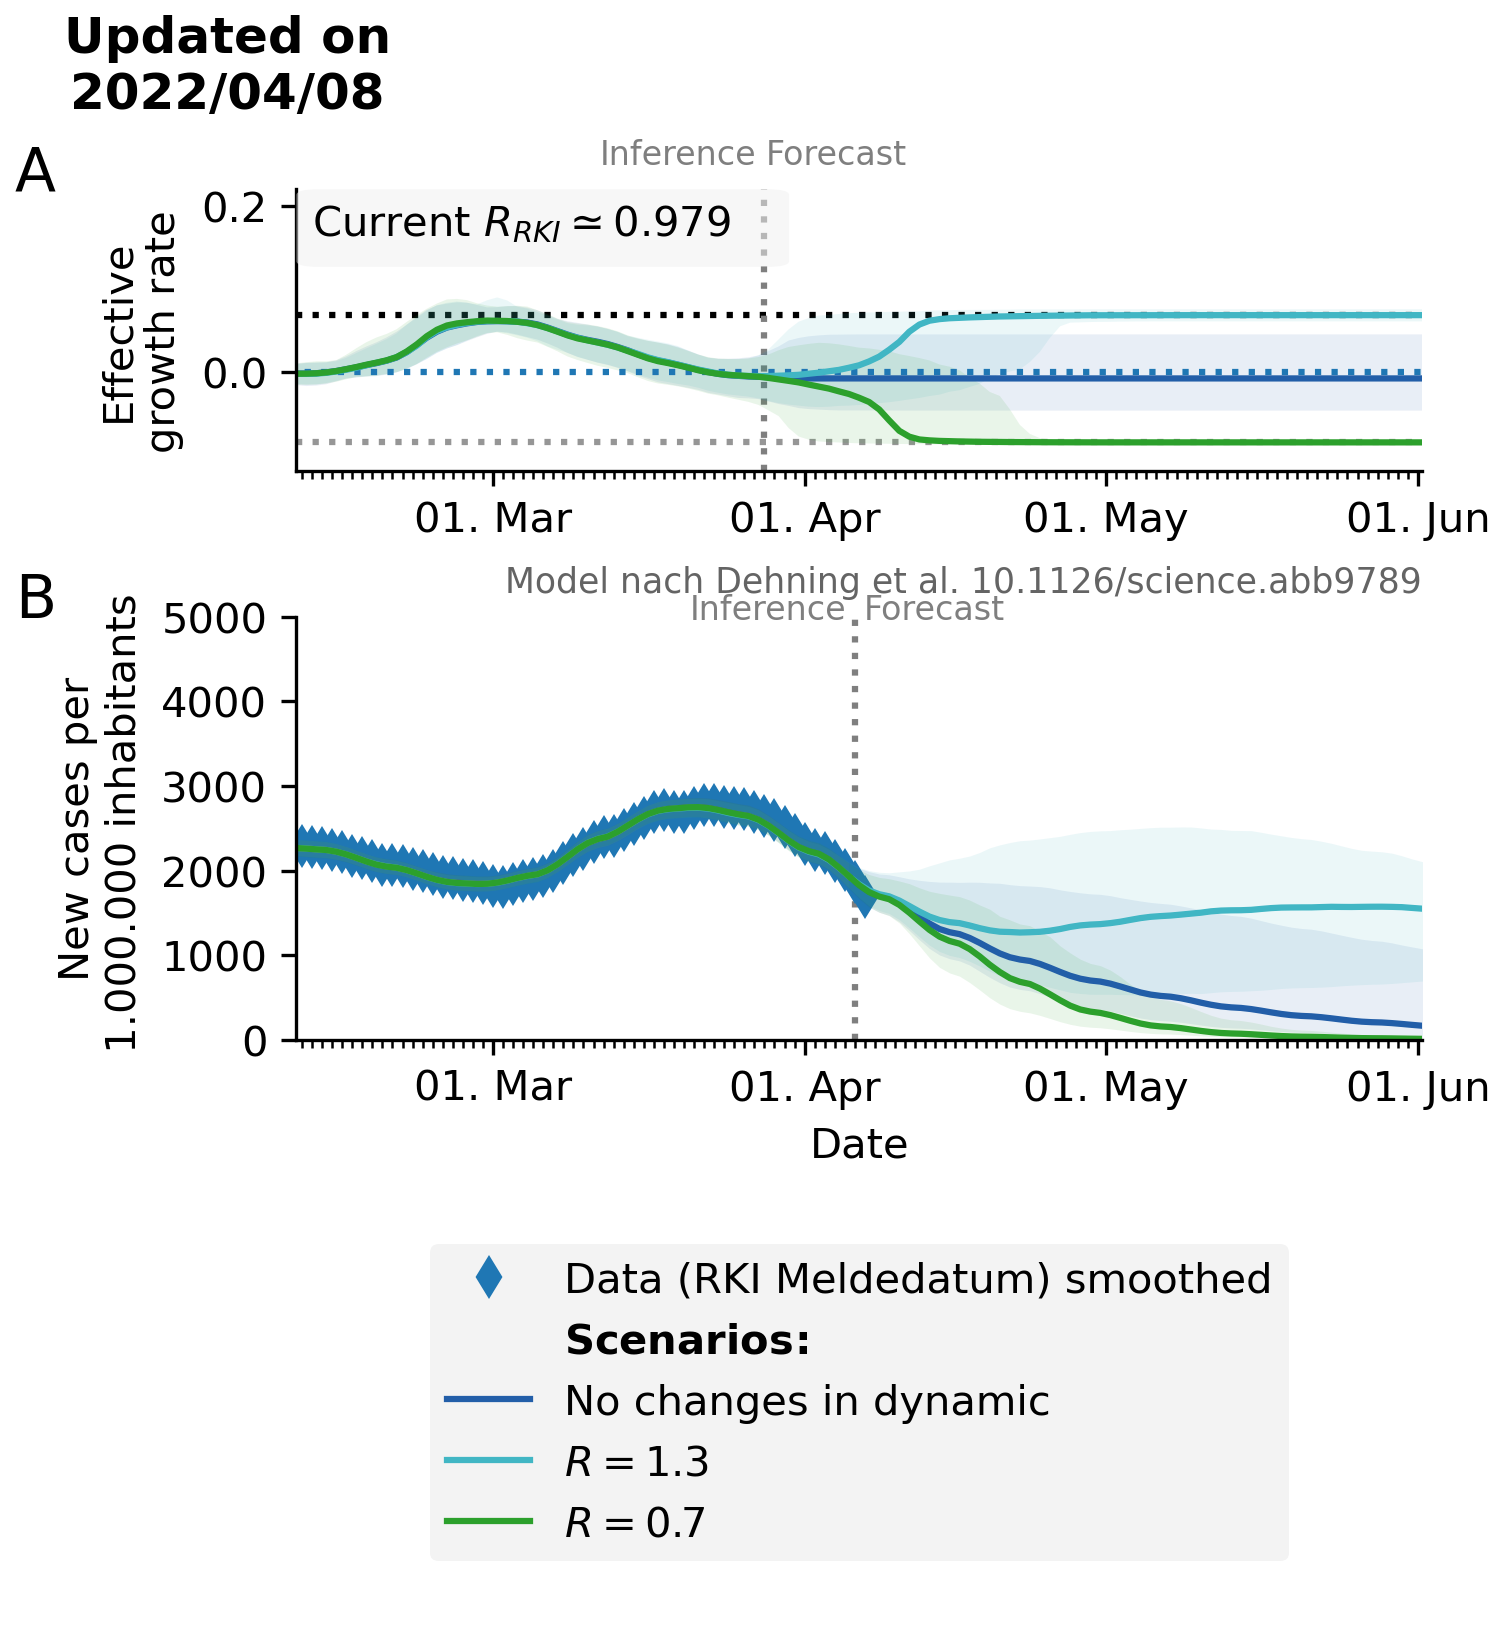 Updated on
2022/04/08
A
Inference Forecast
Effective
growth rate
0.2
0.0
Current R_RKI ≃ 0.979
01. Mar
01. Apr
01. May
01. Jun
B
Model nach Dehning et al. 10.1126/science.abb9789
Inference Forecast
New cases per
1.000.000 inhabitants
5000
4000
3000
2000
1000
0
01. Mar
01. Apr
01. May
01. Jun
Date
Data (RKI Meldedatum) smoothed
Scenarios:
No changes in dynamic
R = 1.3
R = 0.7